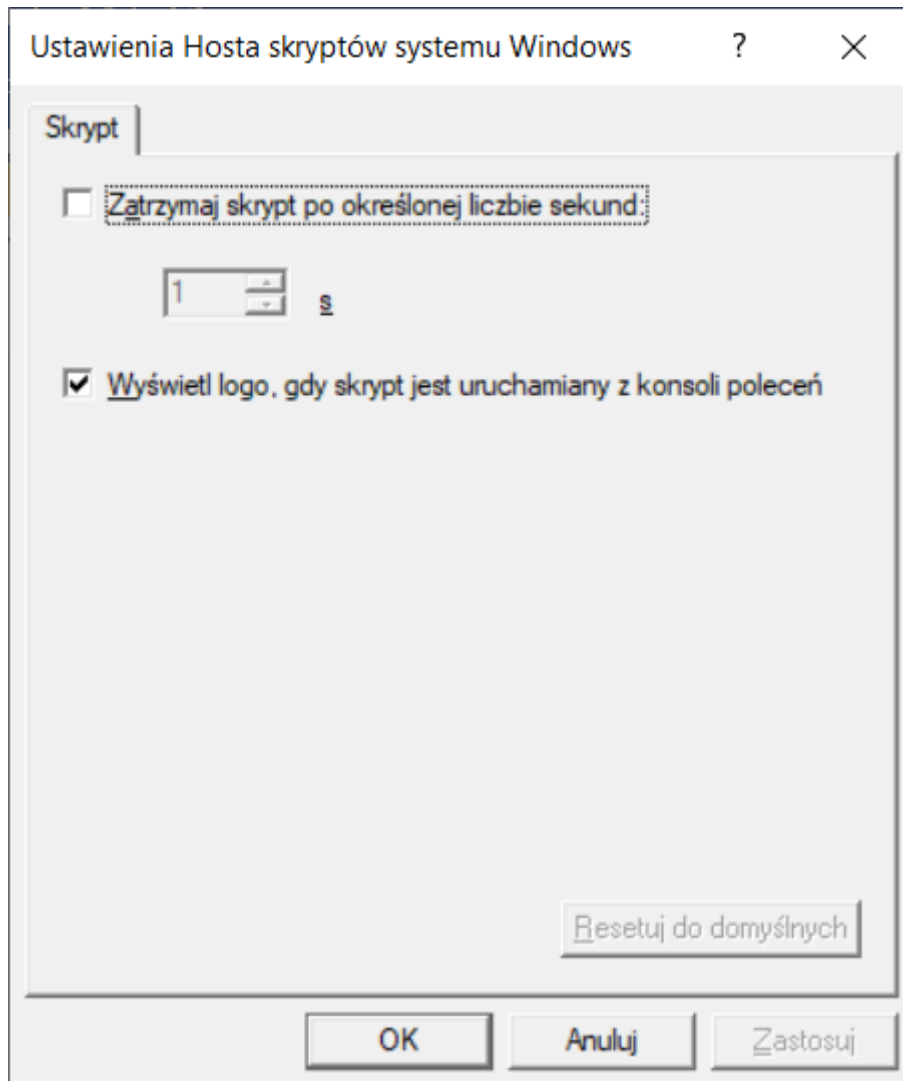 Ustawienia Hosta skryptów systemu Windows ?
Skrypt
Zatrzymaj skrypt po określonej liczbie sekund:
1 s
Wyświetl logo, gdy skrypt jest uruchamiany z konsoli poleceń
Resetuj do domyślnych
OK Anuluj Zastosuj